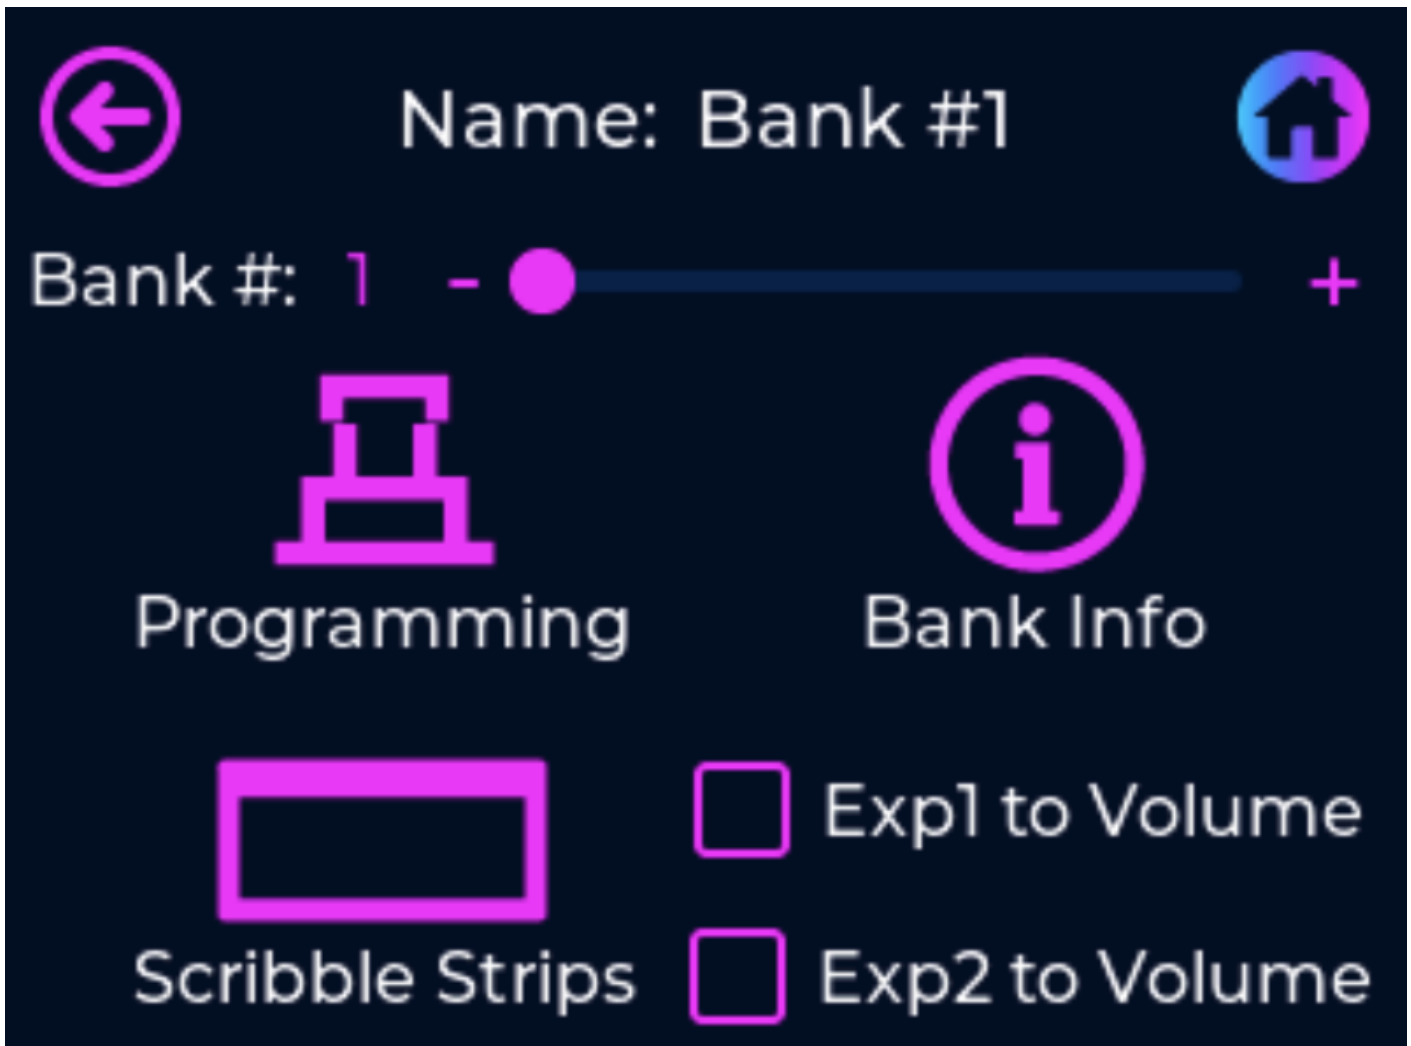 Name: Bank #1
Bank #: 1 - +
Programming
Bank Info
Exp1 to Volume
Scribble Strips
Exp2 to Volume